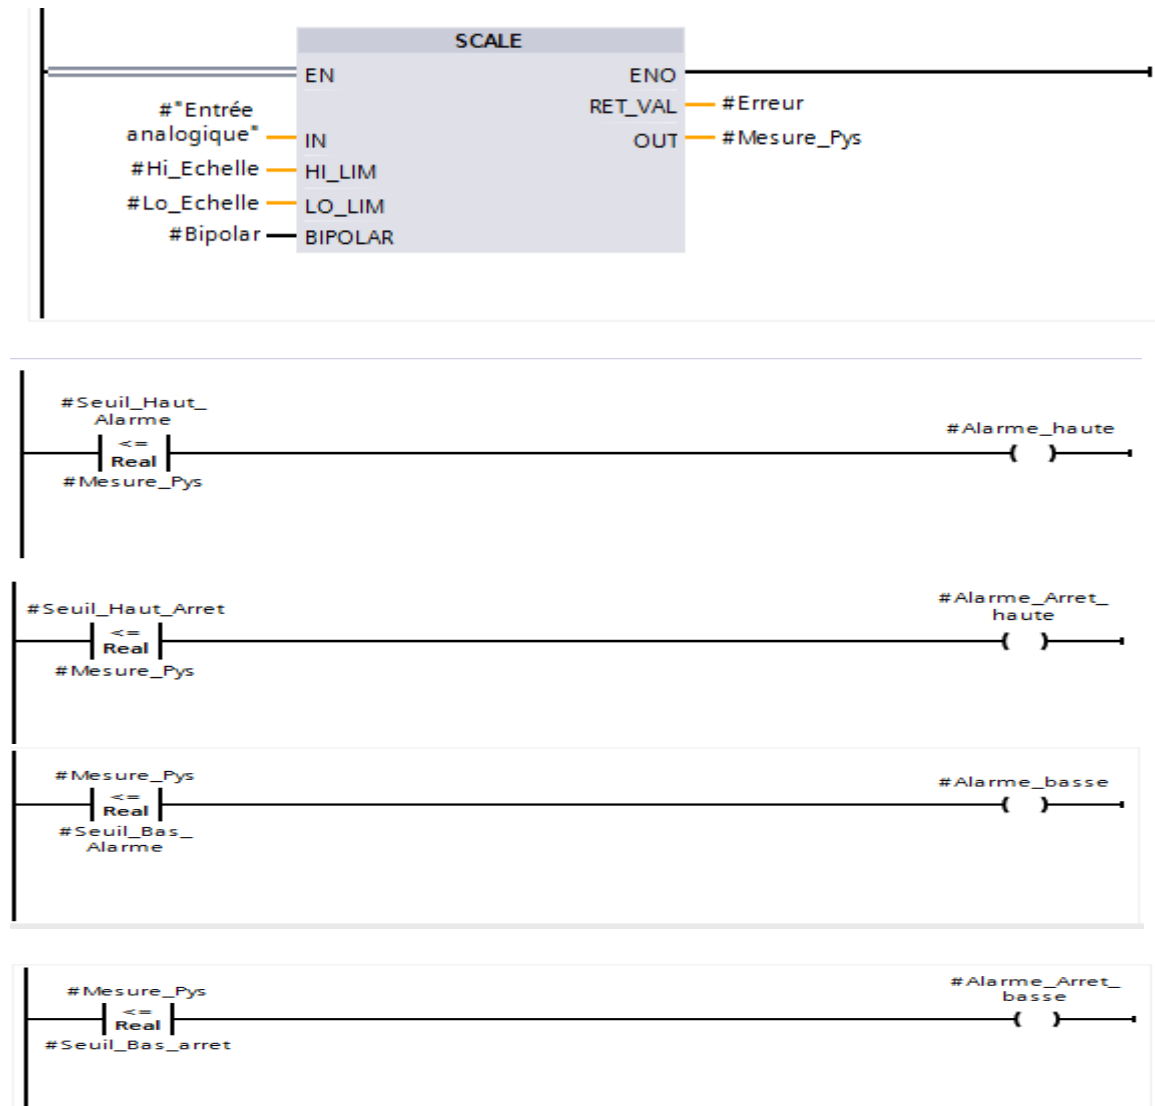 SCALE
EN ENO
#"Entrée
analogique" IN
RET_VAL #Erreur
OUT #Mesure_Pys
#Hi_Echelle HI_LIM
#Lo_Echelle LO_LIM
#Bipolar BIPOLAR
#Seuil_Haut_
Alarme
<=
Real
#Mesure_Pys
#Alarme_haute
( )
#Seuil_Haut_Arret
<=
Real
#Mesure_Pys
#Alarme_Arret_
haute
( )
#Mesure_Pys
<=
Real
#Seuil_Bas_
Alarme
#Alarme_basse
( )
#Mesure_Pys
<=
Real
#Seuil_Bas_arret
#Alarme_Arret_
basse
( )